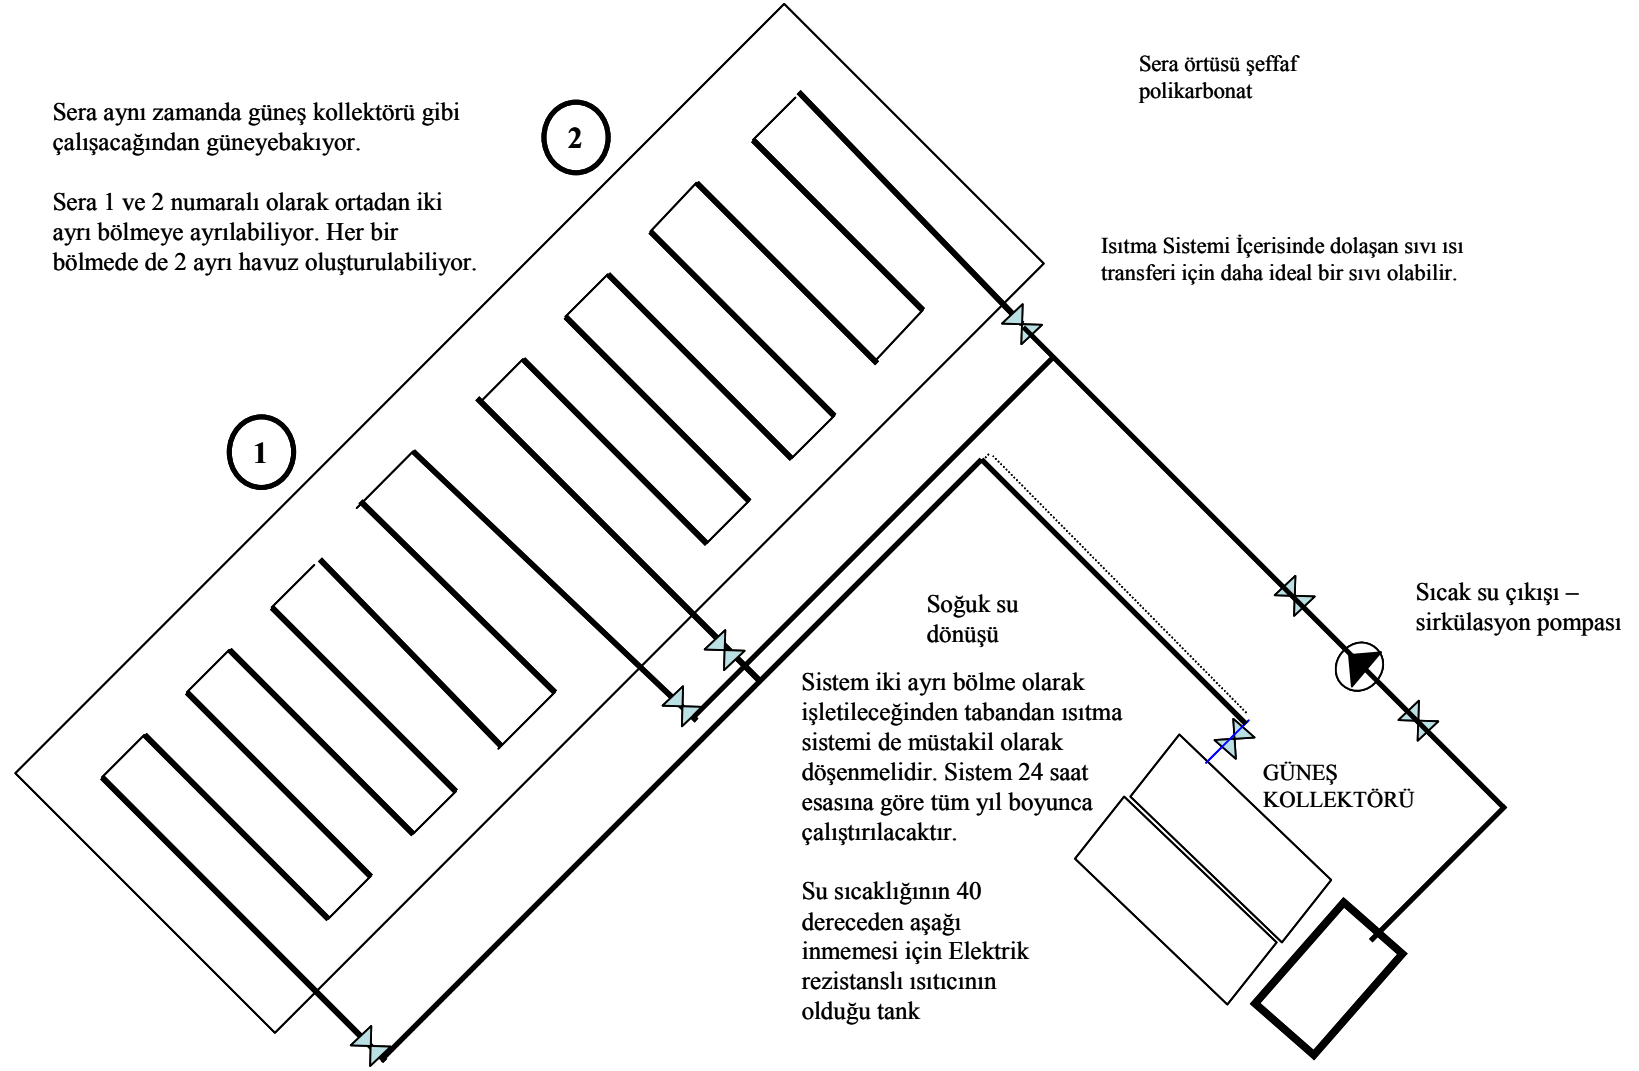 Sera örtüsü şeffaf
polikarbonat
Sera aynı zamanda güneş kollektörü gibi
çalışacağından güneyebakıyor.
2
Sera 1 ve 2 numaralı olarak ortadan iki
ayrı bölmeye ayrılabiliyor. Her bir
bölmede de 2 ayrı havuz oluşturulabiliyor.
Isıtma Sistemi İçerisinde dolaşan sıvı ısı
transferi için daha ideal bir sıvı olabilir.
1
Soğuk su
dönüşü
Sıcak su çıkışı –
sirkülasyon pompası
Sistem iki ayrı bölme olarak
işletileceğinden tabandan ısıtma
sistemi de müstakil olarak
döşenmelidir. Sistem 24 saat
esasına göre tüm yıl boyunca
çalıştırılacaktır.
GÜNEŞ
KOLLEKTÖRÜ
Su sıcaklığının 40
dereceden aşağı
inmemesi için Elektrik
rezistanslı ısıtıcının
olduğu tank